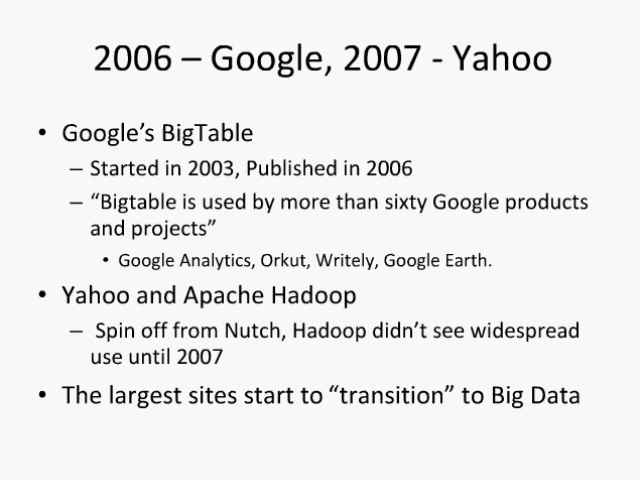 2006 – Google, 2007 - Yahoo
• Google’s BigTable
– Started in 2003, Published in 2006
– “Bigtable is used by more than sixty Google products
and projects”
• Google Analytics, Orkut, Writely, Google Earth.
• Yahoo and Apache Hadoop
– Spin off from Nutch, Hadoop didn’t see widespread
use until 2007
• The largest sites start to “transition” to Big Data